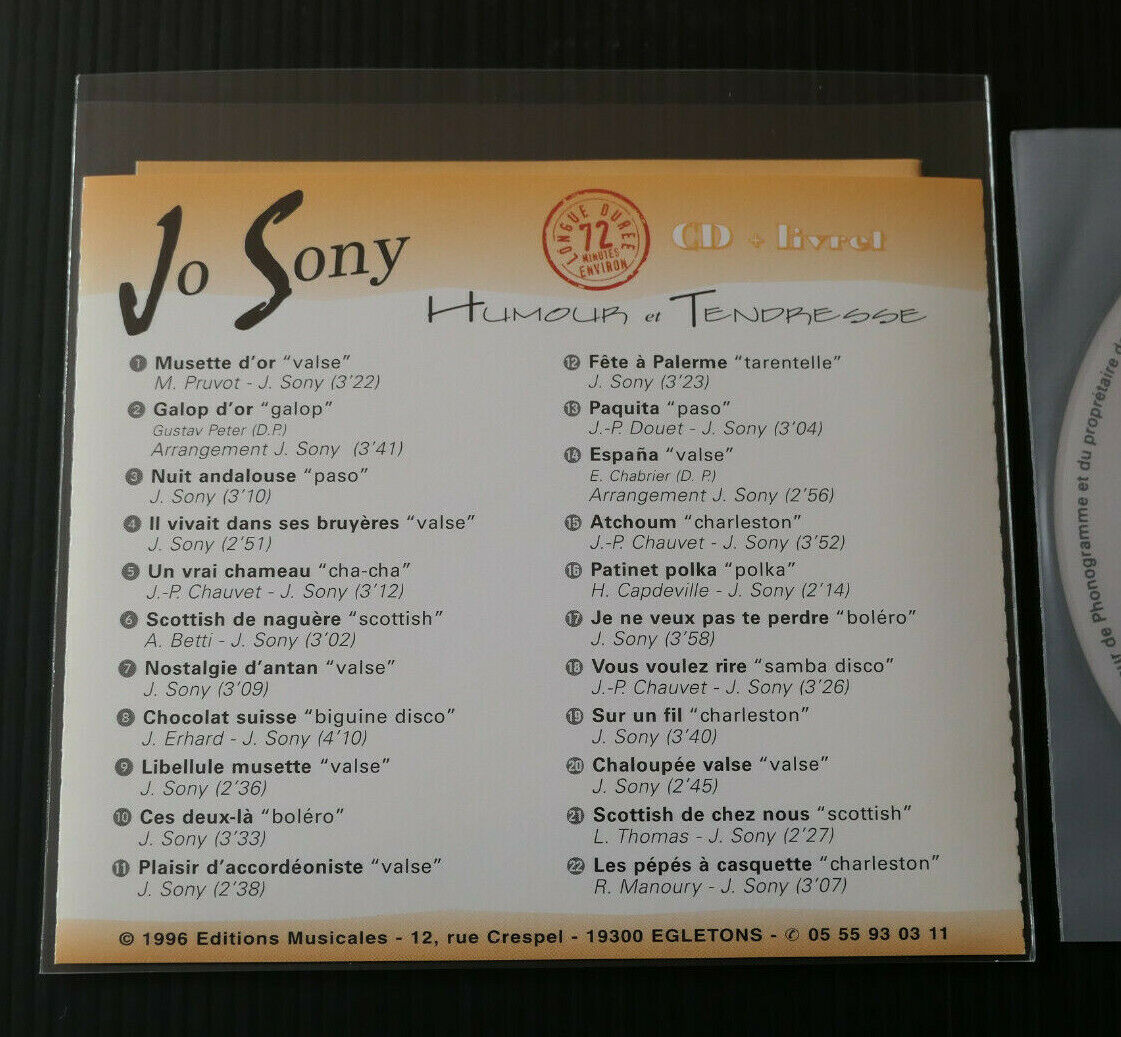 Jo Sony
LONGUE DURÉE
72
MINUTES
ENVIRON
CD + livret
HUMOUR et TENDRESSE
1 Musette d'or "valse"
M. Pruvot - J. Sony (3'22)
2 Galop d'or "galop"
Gustav Peter (D.P.)
Arrangement J. Sony (3'41)
3 Nuit andalouse "paso"
J. Sony (3'10)
4 Il vivait dans ses bruyères "valse"
J. Sony (2'51)
5 Un vrai chameau "cha-cha"
J.-P. Chauvet - J. Sony (3'12)
6 Scottish de naguère "scottish"
A. Betti - J. Sony (3'02)
7 Nostalgie d'antan "valse"
J. Sony (3'09)
8 Chocolat suisse "biguine disco"
J. Erhard - J. Sony (4'10)
9 Libellule musette "valse"
J. Sony (2'36)
10 Ces deux-là "boléro"
J. Sony (3'33)
11 Plaisir d'accordéoniste "valse"
J. Sony (2'38)
12 Fête à Palerme "tarentelle"
J. Sony (3'23)
13 Paquita "paso"
J.-P. Douet - J. Sony (3'04)
14 España "valse"
E. Chabrier (D. P.)
Arrangement J. Sony (2'56)
15 Atchoum "charleston"
J.-P. Chauvet - J. Sony (3'52)
16 Patinet polka "polka"
H. Capdeville - J. Sony (2'14)
17 Je ne veux pas te perdre "boléro"
J. Sony (3'58)
18 Vous voulez rire "samba disco"
J.-P. Chauvet - J. Sony (3'26)
19 Sur un fil "charleston"
J. Sony (3'40)
20 Chaloupée valse "valse"
J. Sony (2'45)
21 Scottish de chez nous "scottish"
L. Thomas - J. Sony (2'27)
22 Les pépés à casquette "charleston"
R. Manoury - J. Sony (3'07)
© 1996 Editions Musicales - 12, rue Crespel - 19300 EGLETONS - ✆ 05 55 93 03 11
de Phonogramme et du proprétaire